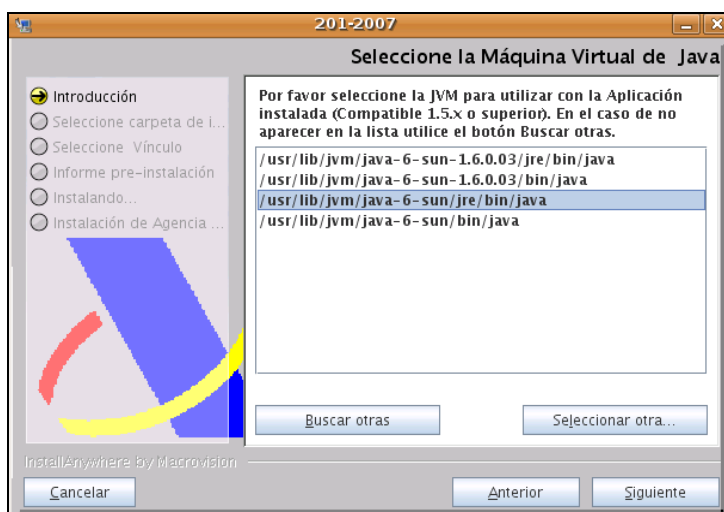 201-2007
Seleccione la Máquina Virtual de Java
Introducción
Seleccione carpeta de i...
Seleccione Vínculo
Informe pre-instalación
Instalando...
Instalación de Agencia ...
Por favor seleccione la JVM para utilizar con la Aplicación
instalada (Compatible 1.5.x o superior). En el caso de no
aparecer en la lista utilice el botón Buscar otras.
/usr/lib/jvm/java-6-sun-1.6.0.03/jre/bin/java
/usr/lib/jvm/java-6-sun-1.6.0.03/bin/java
/usr/lib/jvm/java-6-sun/jre/bin/java
/usr/lib/jvm/java-6-sun/bin/java
Buscar otras
Seleccionar otra...
InstallAnywhere by Macrovision
Cancelar
Anterior
Siguiente